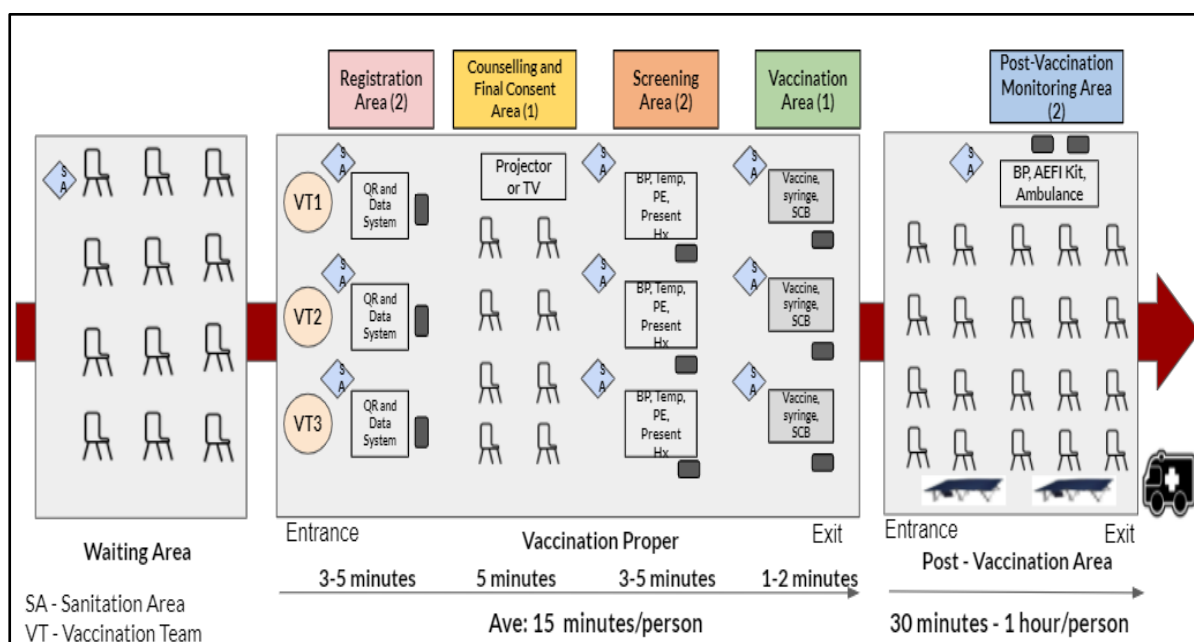 Registration
Area (2)
Counselling and
Final Consent
Area (1)
Screening
Area (2)
Vaccination
Area (1)
Post-Vaccination
Monitoring Area
(2)
S
A
S
A
VT1
QR and
Data
System
Projector
or TV
S
A
BP, Temp,
PE,
Present
Hx
S
A
Vaccine,
syringe,
SCB
S
A
BP, AEFI Kit,
Ambulance
S
A
VT2
QR and
Data
System
S
A
BP, Temp,
PE,
Present
Hx
S
A
Vaccine,
syringe,
SCB
S
A
VT3
QR and
Data
System
S
A
BP, Temp,
PE,
Present
Hx
S
A
Vaccine,
syringe,
SCB
Waiting Area
Entrance
Vaccination Proper
Exit
Entrance
Exit
Post - Vaccination Area
3-5 minutes
5 minutes
3-5 minutes
1-2 minutes
Ave: 15 minutes/person
30 minutes - 1 hour/person
SA - Sanitation Area
VT - Vaccination Team